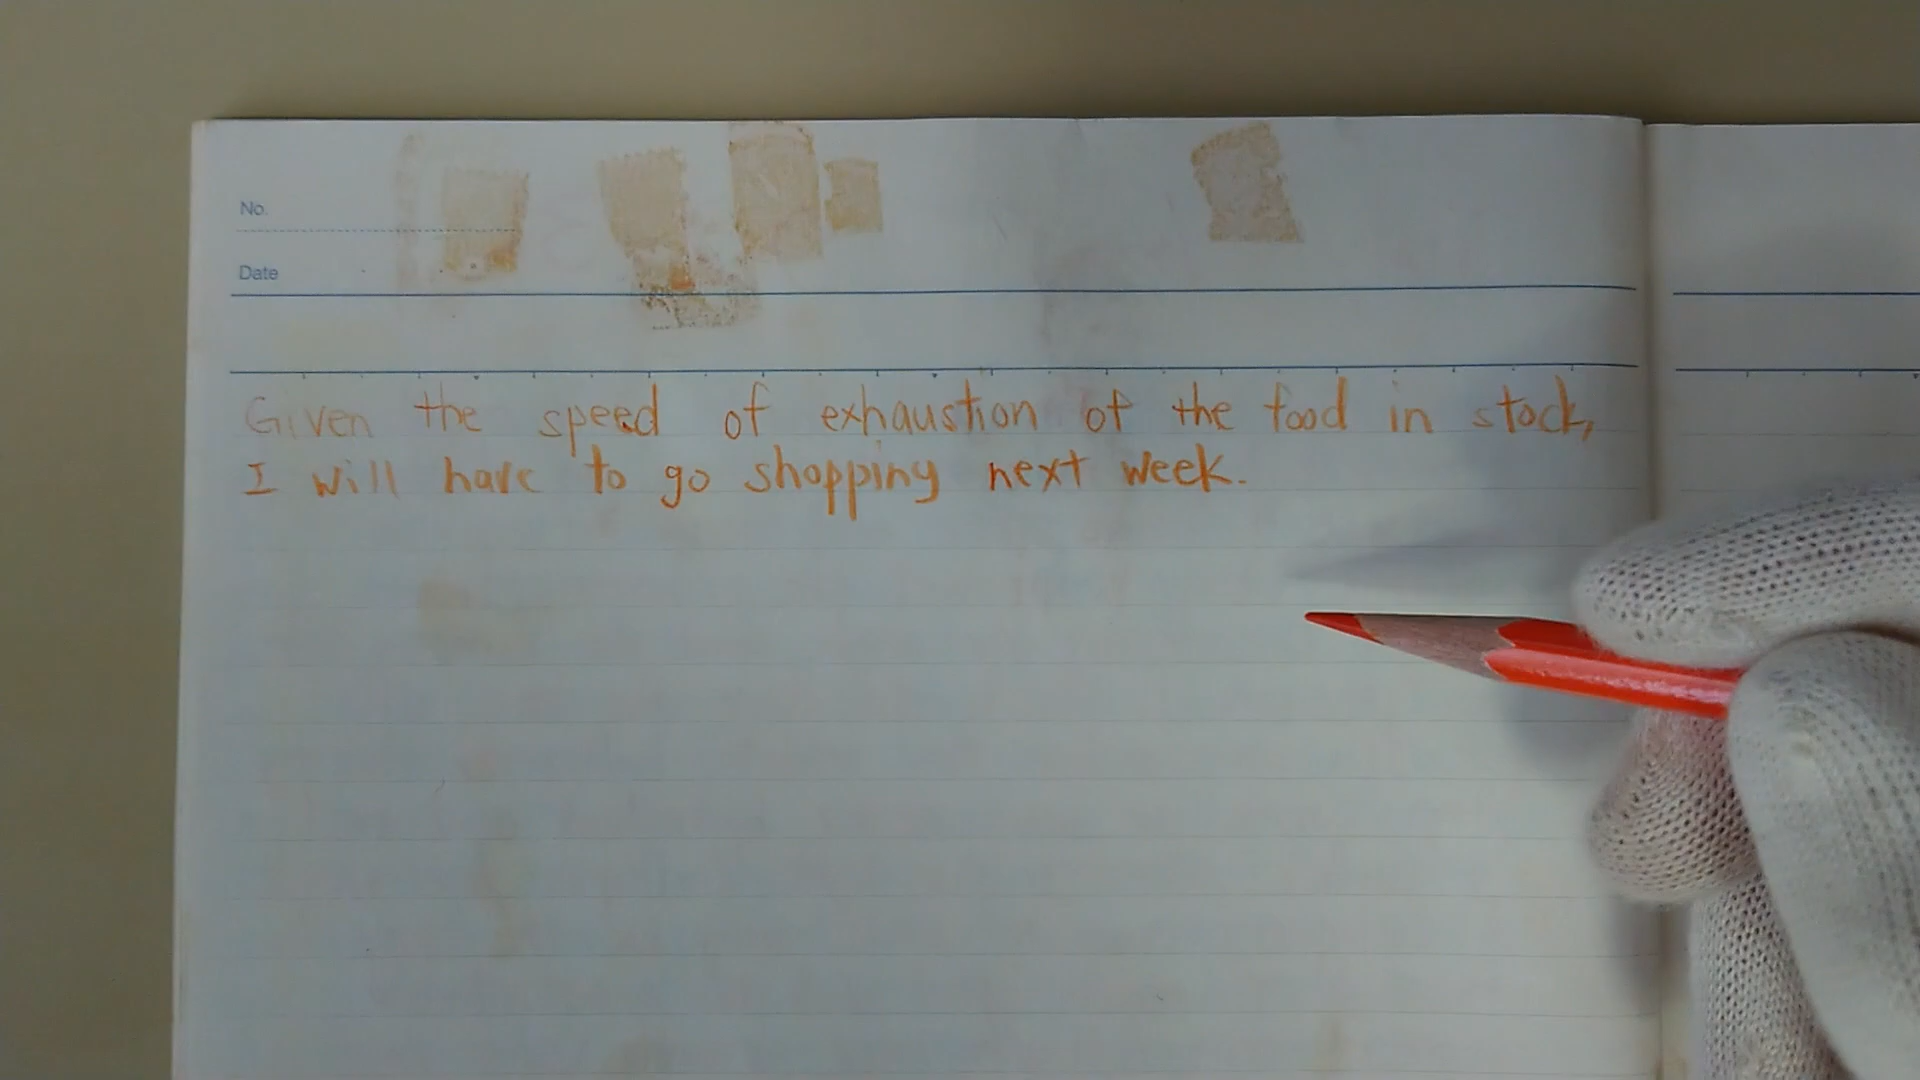 No.
Date
Given the speed of exhaustion of the food in stock,
I will have to go shopping next week.